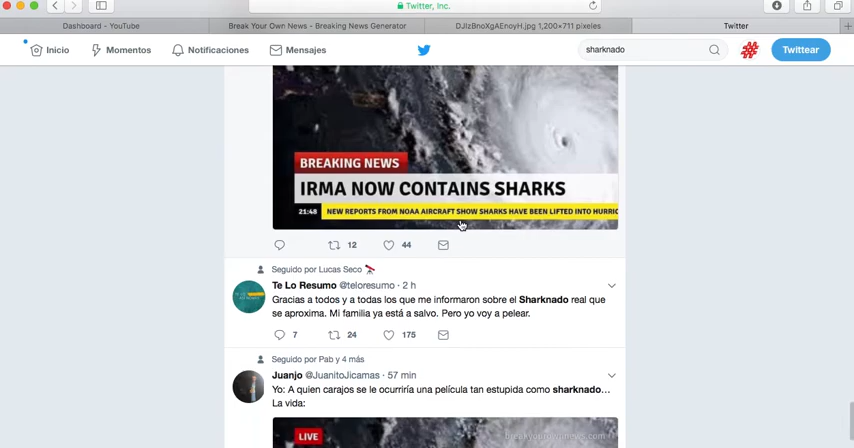 Twitter, Inc.
Dashboard - YouTube
Break Your Own News - Breaking News Generator
DJIzBnoXgAEnoyH.jpg 1,200×711 pixeles
Twitter
Inicio
Momentos
Notificaciones
Mensajes
sharknado
Twittear
BREAKING NEWS
IRMA NOW CONTAINS SHARKS
21:48 NEW REPORTS FROM NOAA AIRCRAFT SHOW SHARKS HAVE BEEN LIFTED INTO HURRIC
12 44
Seguido por Lucas Seco
Te Lo Resumo @teloresumo · 2 h
Gracias a todos y a todas los que me informaron sobre el Sharknado real que
se aproxima. Mi familia ya está a salvo. Pero yo voy a pelear.
7 24 175
Seguido por Pab y 4 más
Juanjo @JuanitoJicamas · 57 min
Yo: A quien carajos se le ocurriría una película tan estupida como sharknado...
La vida:
LIVE
breakyourownnews.com